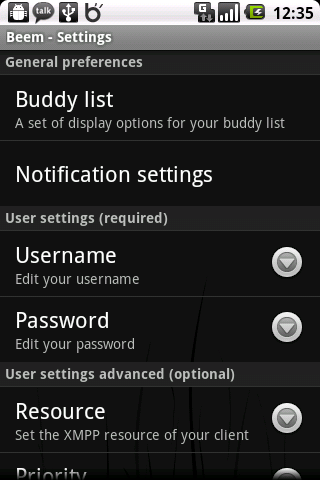 talk
G
12:35
Beem - Settings
General preferences
Buddy list
A set of display options for your buddy list
Notification settings
User settings (required)
Username
Edit your username
Password
Edit your password
User settings advanced (optional)
Resource
Set the XMPP resource of your client
Priority